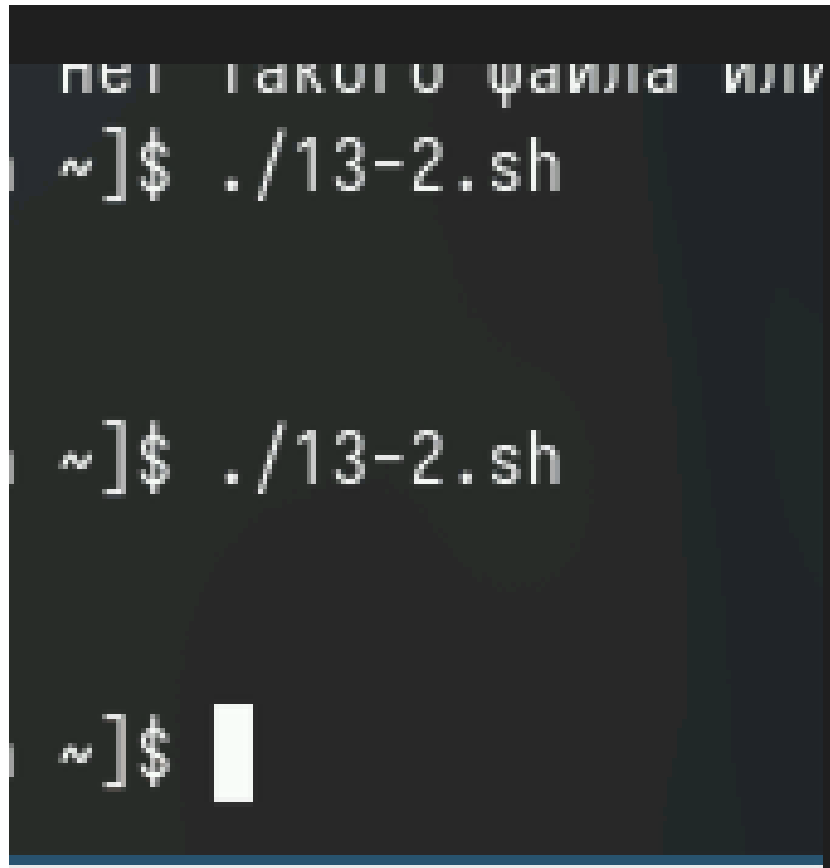 Нет такого файла или
~]$ ./13-2.sh
~]$ ./13-2.sh
~]$